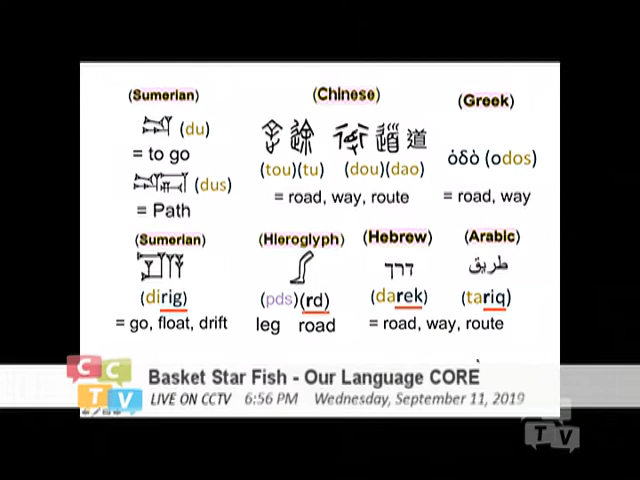 (Sumerian)
(du)
= to go
(dus)
= Path
(Chinese)
道
(tou)(tu) (dou)(dao)
= road, way, route
(Greek)
ὁδὸ (odos)
= road, way
(Sumerian)
(dirig)
= go, float, drift
(Hieroglyph)
(pds)(rd)
leg road
(Hebrew)
דרך
(darek)
(Arabic)
طريق
(tariq)
= road, way, route
CCTV
Basket Star Fish - Our Language CORE
LIVE ON CCTV 6:56 PM Wednesday, September 11, 2019
TV